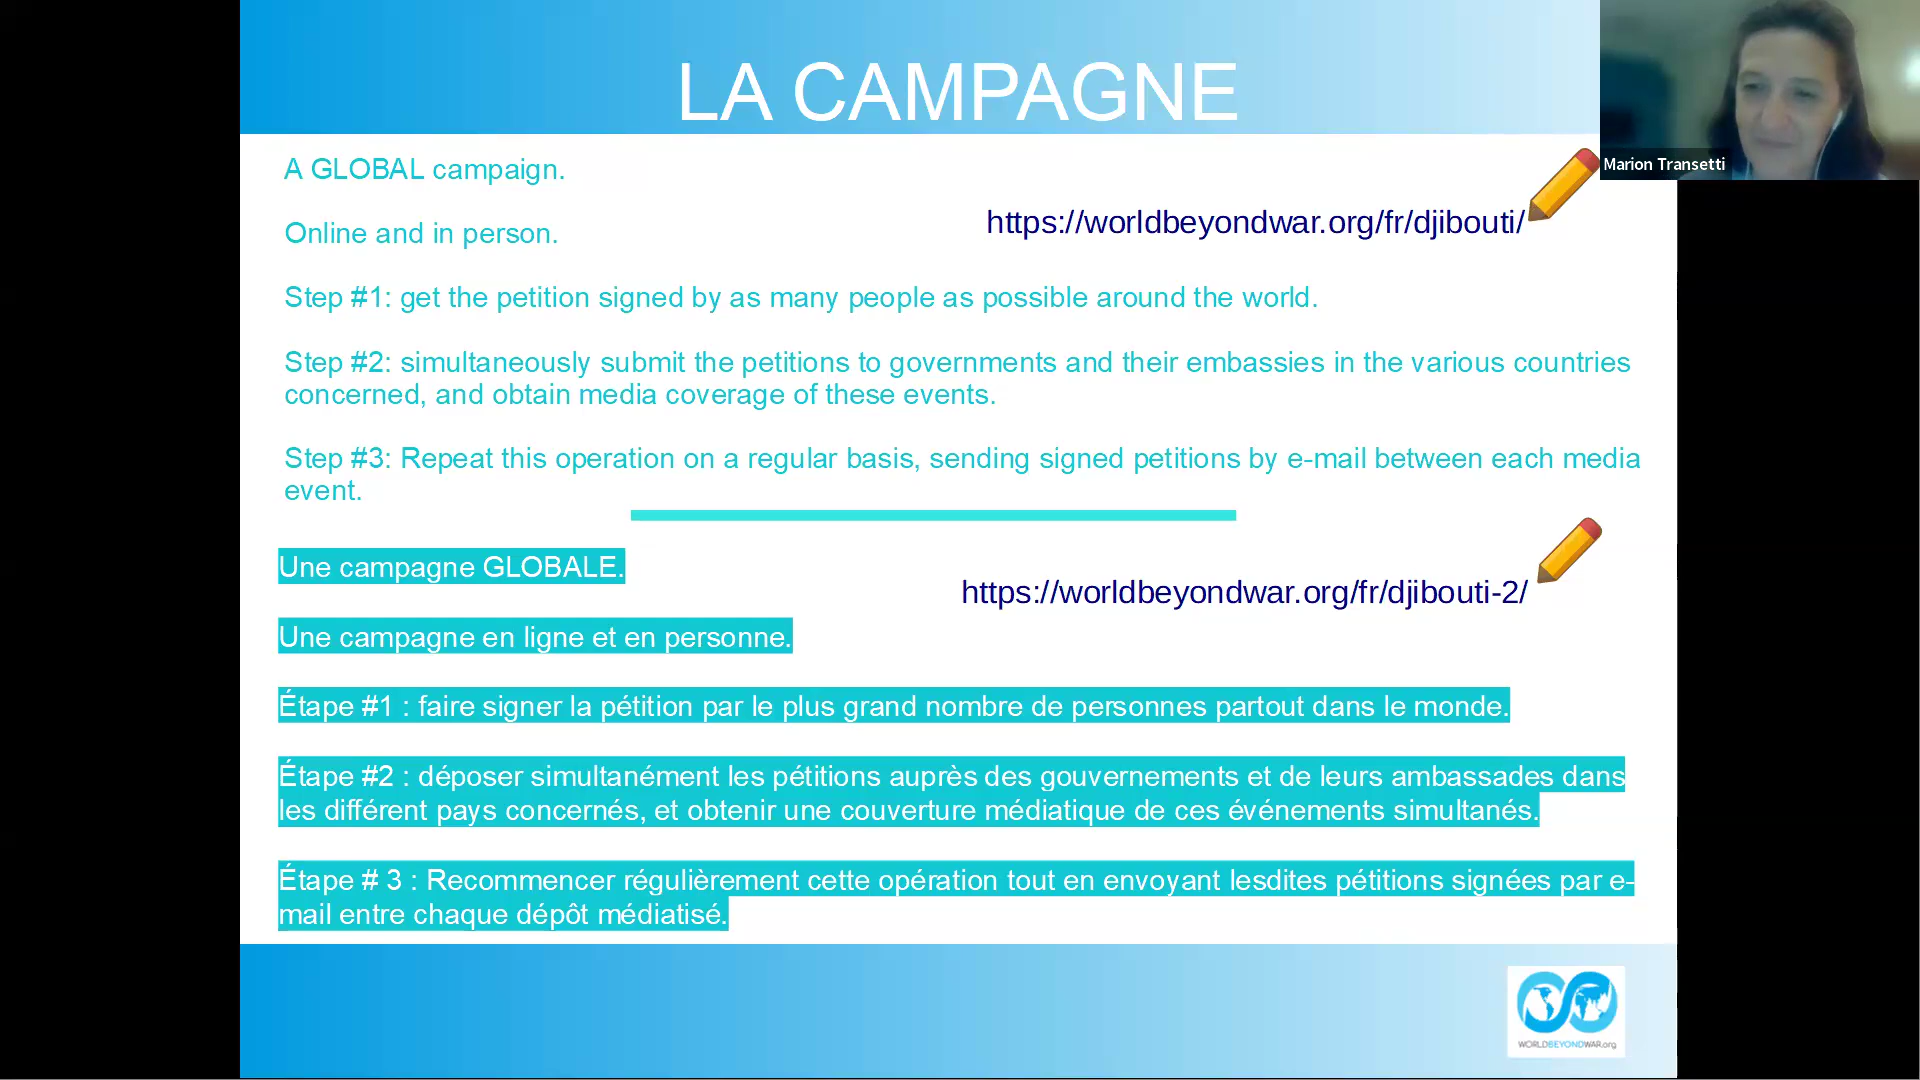 LA CAMPAGNE
Marion Transetti
A GLOBAL campaign.
https://worldbeyondwar.org/fr/djibouti/
Online and in person.
Step #1: get the petition signed by as many people as possible around the world.
Step #2: simultaneously submit the petitions to governments and their embassies in the various countries
concerned, and obtain media coverage of these events.
Step #3: Repeat this operation on a regular basis, sending signed petitions by e-mail between each media
event.
Une campagne GLOBALE.
https://worldbeyondwar.org/fr/djibouti-2/
Une campagne en ligne et en personne.
Étape #1 : faire signer la pétition par le plus grand nombre de personnes partout dans le monde.
Étape #2 : déposer simultanément les pétitions auprès des gouvernements et de leurs ambassades dans
les différent pays concernés, et obtenir une couverture médiatique de ces événements simultanés.
Étape # 3 : Recommencer régulièrement cette opération tout en envoyant lesdites pétitions signées par e-
mail entre chaque dépôt médiatisé.
WORLDBEYONDWAR.org